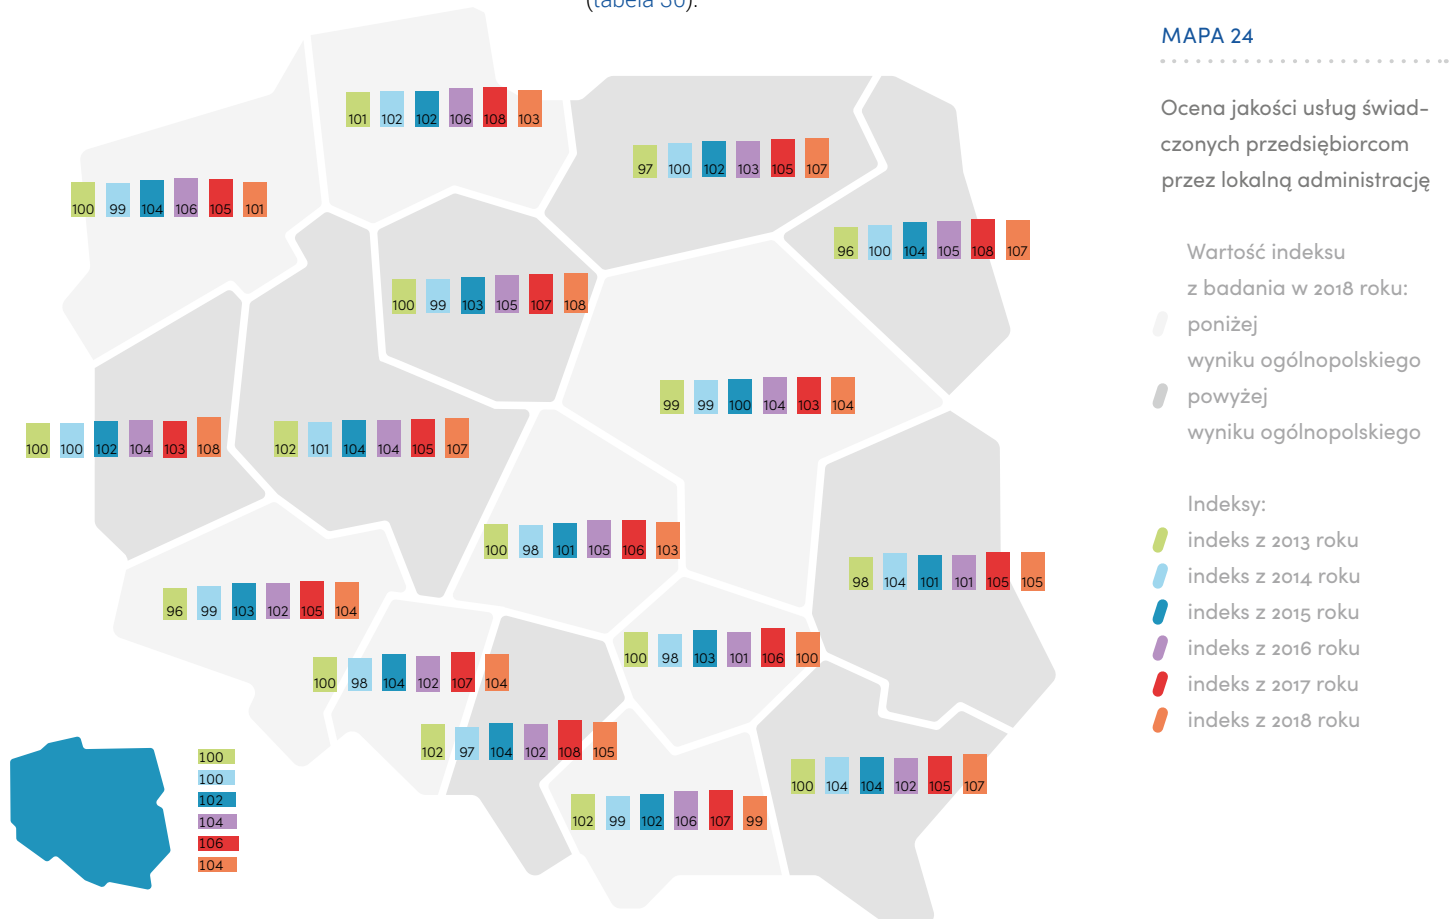 (tabela 30).
MAPA 24
Ocena jakości usług świad-
czonych przedsiębiorcom
przez lokalną administrację
Wartość indeksu
z badania w 2018 roku:
poniżej
wyniku ogólnopolskiego
powyżej
wyniku ogólnopolskiego
Indeksy:
indeks z 2013 roku
indeks z 2014 roku
indeks z 2015 roku
indeks z 2016 roku
indeks z 2017 roku
indeks z 2018 roku
101 102 102 106 108 103
97 100 102 103 105 107
100 99 104 106 105 101
96 100 104 105 108 107
100 99 103 105 107 108
99 99 100 104 103 104
100 100 102 104 103 108
102 101 104 104 105 107
100 98 101 105 106 103
98 104 101 101 105 105
96 99 103 102 105 104
100 98 103 101 106 100
100 98 104 102 107 104
102 97 104 102 108 105
100 104 104 102 105 107
102 99 102 106 107 99
100
100
102
104
106
104